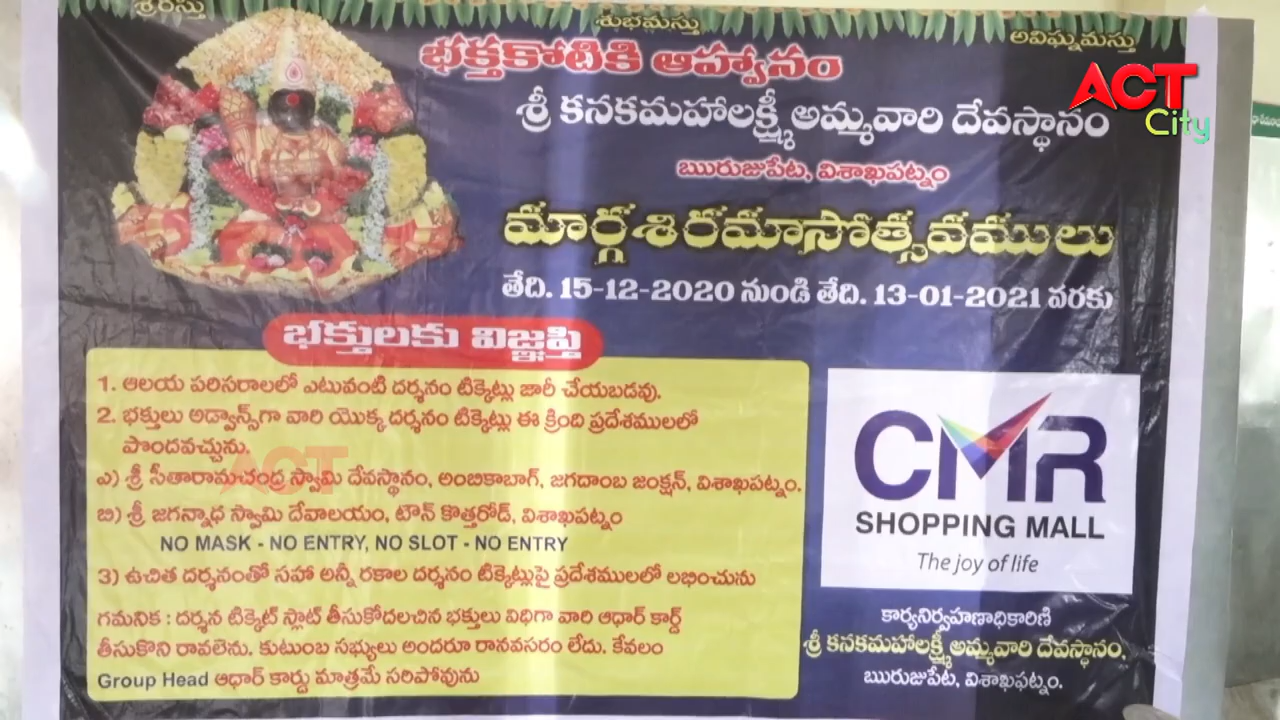 శ్రీరస్తు
శుభమస్తు
అవిఘ్నమస్తు
భక్తకోటికి ఆహ్వానం
ACT
City
శ్రీ కనకమహాలక్ష్మీ అమ్మవారి దేవస్థానం
ఋురుజుపేట, విశాఖపట్నం
మార్గశిరమాసోత్సవములు
తేది. 15-12-2020 నుండి తేది. 13-01-2021 వరకు
భక్తులకు విజ్ఞప్తి
1. ఆలయ పరిసరాలలో ఎటువంటి దర్శనం టిక్కెట్లు జారీ చేయబడవు.
2. భక్తులు అడ్వాన్స్‌గా వారి యొక్క దర్శనం టిక్కెట్లు ఈ క్రింది ప్రదేశములలో
పొందవచ్చును.
ఎ) శ్రీ సీతారామచంద్ర స్వామి దేవస్థానం, అంబికాబాగ్, జగదాంబ జంక్షన్, విశాఖపట్నం.
బి) శ్రీ జగన్నాధ స్వామి దేవాలయం, టౌన్ కొత్తరోడ్, విశాఖపట్నం
NO MASK - NO ENTRY, NO SLOT - NO ENTRY
3) ఉచిత దర్శనంతో సహా అన్ని రకాల దర్శనం టిక్కెట్లుపై ప్రదేశములలో లభించును
గమనిక : దర్శన టిక్కెట్ స్లాట్ తీసుకోదలచిన భక్తులు విధిగా వారి ఆధార్ కార్డ్
తీసుకొని రావలెను. కుటుంబ సభ్యులు అందరూ రానవసరం లేదు. కేవలం
Group Head ఆధార్ కార్డు మాత్రమే సరిపోవును
ACT
CMR
SHOPPING MALL
The joy of life
కార్యనిర్వహణాధికారిణి
శ్రీ కనకమహాలక్ష్మీ అమ్మవారి దేవస్థానం,
ఋురుజుపేట, విశాఖపట్నం.